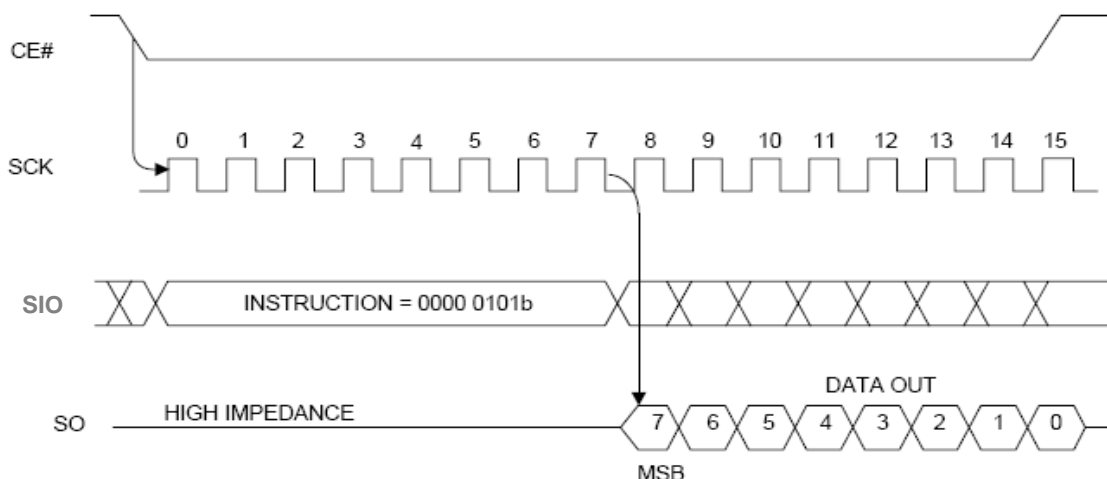 CE#
0 1 2 3 4 5 6 7 8 9 10 11 12 13 14 15
SCK
SIO INSTRUCTION = 0000 0101b
DATA OUT
HIGH IMPEDANCE
SO 7 6 5 4 3 2 1 0
MSB